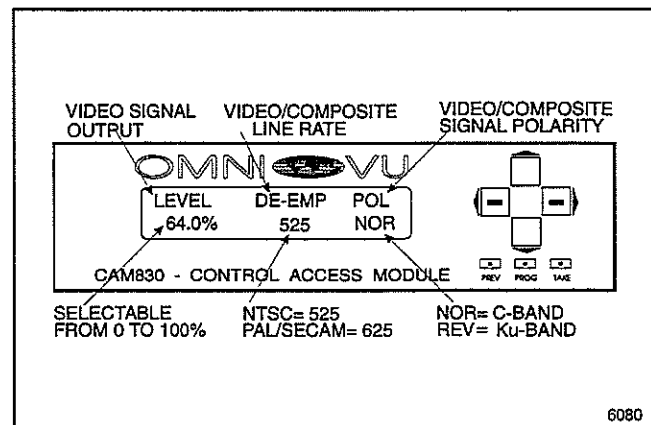 VIDEO SIGNAL OUTPUT
VIDEO/COMPOSITE LINE RATE
VIDEO/COMPOSITE SIGNAL POLARITY
OMNI VU
LEVEL DE-EMP POL
64.0% 525 NOR
PREV PROG TAKE
CAM830 - CONTROL ACCESS MODULE
SELECTABLE FROM 0 TO 100%
NTSC= 525
PAL/SECAM= 625
NOR= C-BAND
REV= Ku-BAND
6080